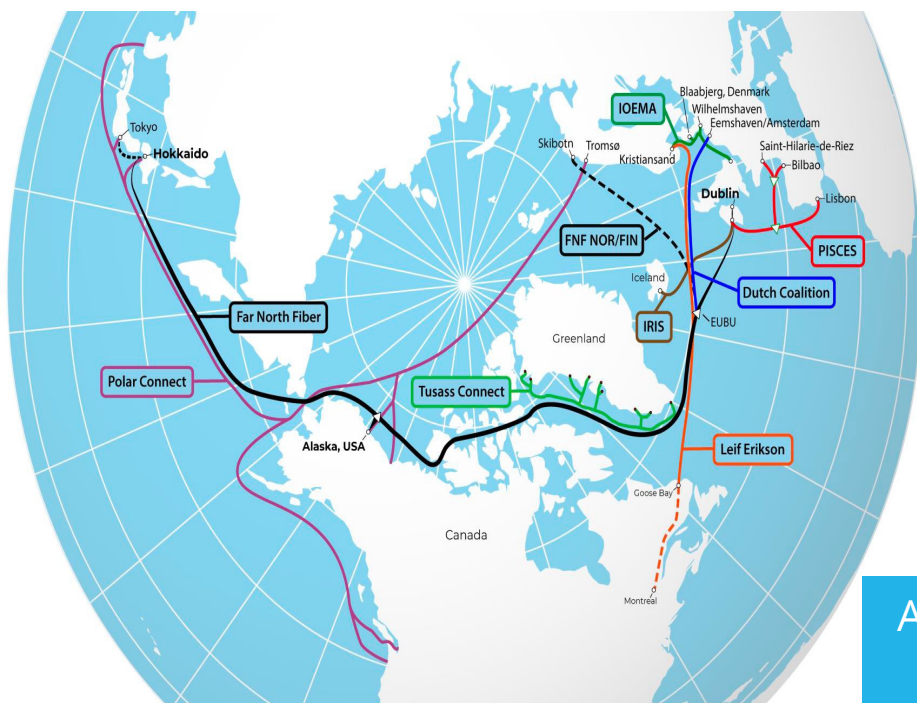 Blaabjerg, Denmark
Wilhelmshaven
IOEMA
Eemshaven/Amsterdam
Tokyo
Skibotn
Tromsø
Kristiansand
Saint-Hilarie-de-Riez
Hokkaido
Bilbao
Dublin
Lisbon
FNF NOR/FIN
PISCES
Iceland
Dutch Coalition
Far North Fiber
IRIS
EUBU
Greenland
Polar Connect
Tusass Connect
Alaska, USA
Leif Erikson
Goose Bay
Canada
Montreal
A